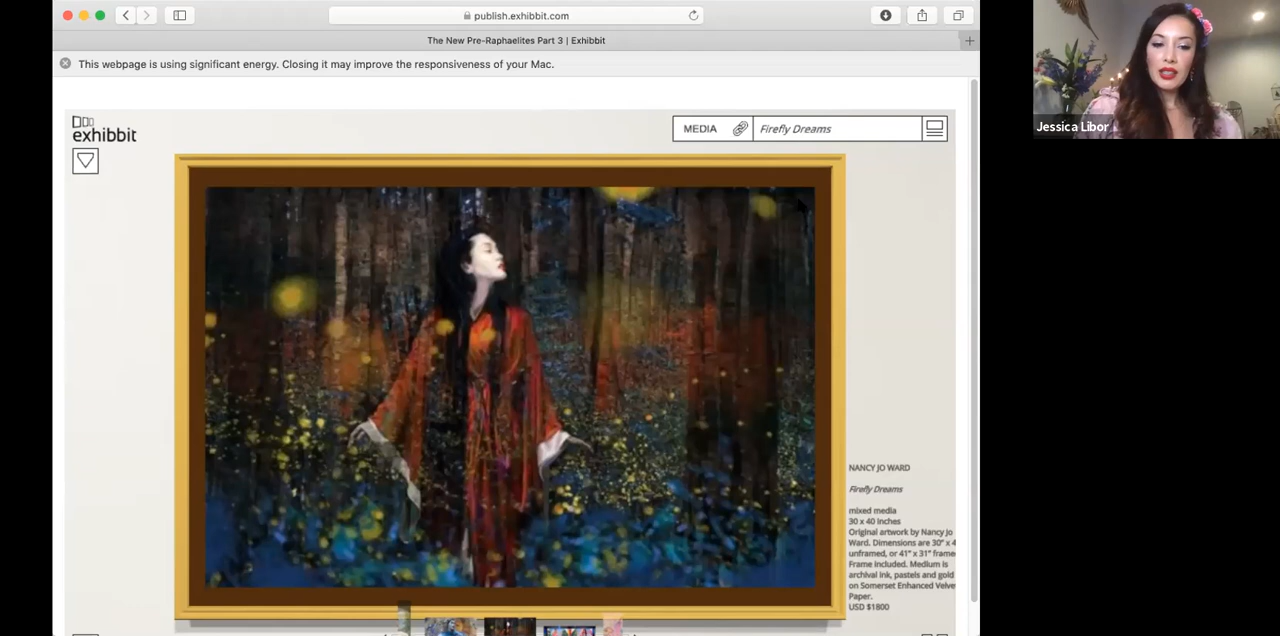 publish.exhibbit.com
The New Pre-Raphaelites Part 3 | Exhibbit
This webpage is using significant energy. Closing it may improve the responsiveness of your Mac.
exhibbit
MEDIA
Firefly Dreams
Jessica Libor
NANCY JO WARD
Firefly Dreams
mixed media
30 x 40 Inches
Original artwork by Nancy Jo
Ward. Dimensions are 30" x 4
unframed, or 41" x 31" frame
Frame Included. Medium is
archival ink, pastels and gold
on Somerset Enhanced Velve
Paper.
USD $1800